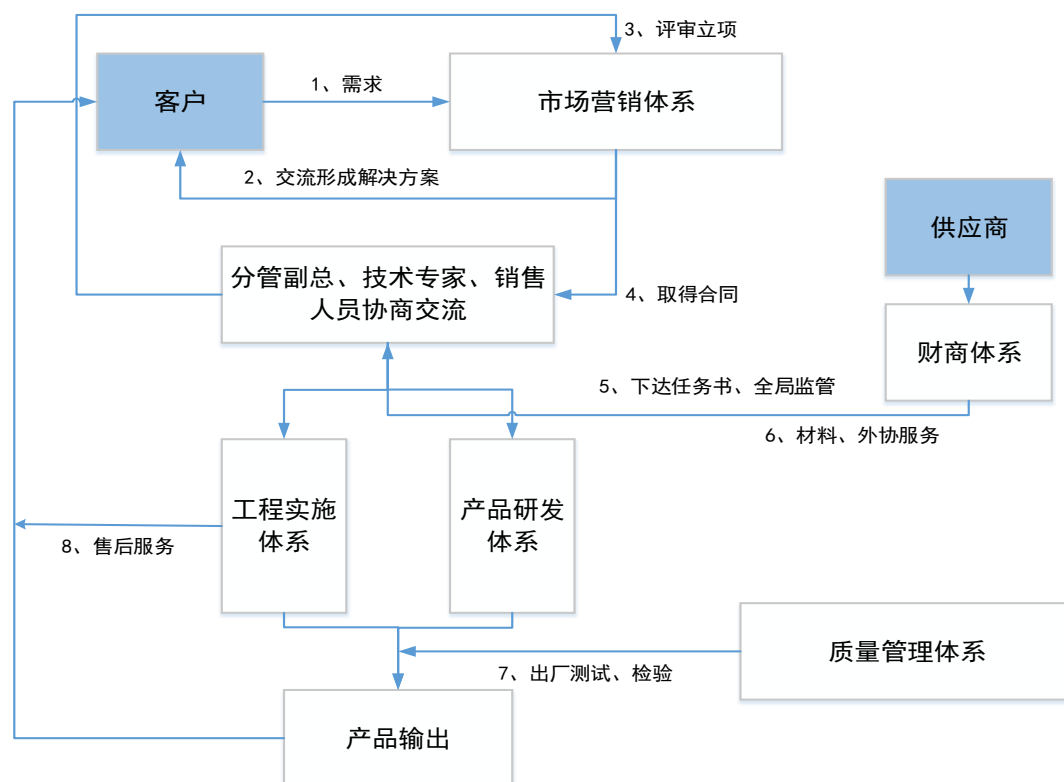 3、评审立项
客户
1、需求
市场营销体系
2、交流形成解决方案
供应商
分管副总、技术专家、销售
人员协商交流
4、取得合同
财商体系
5、下达任务书、全局监管
6、材料、外协服务
工程实施
体系
产品研发
体系
8、售后服务
质量管理体系
7、出厂测试、检验
产品输出